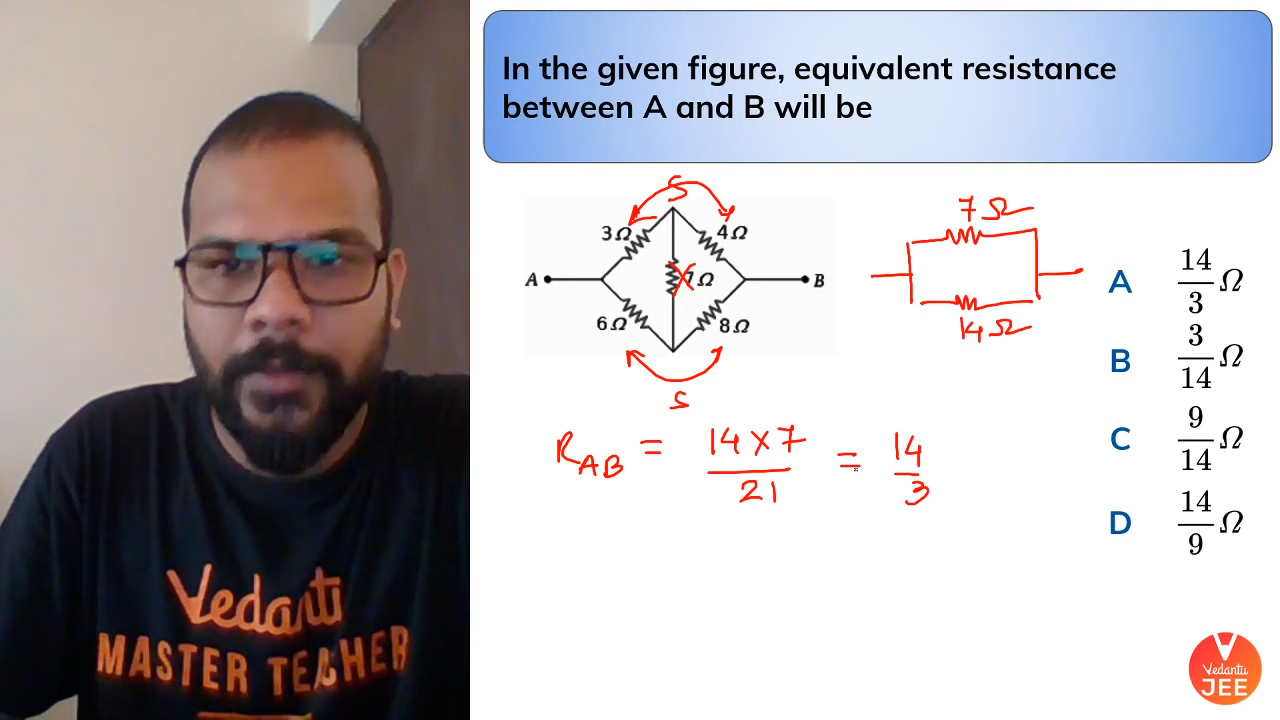 In the given figure, equivalent resistance
between A and B will be
S
3Ω
4Ω
A
7Ω
B
6Ω
8Ω
S
7Ω
14Ω
R_AB = 14×7/21 = 14/3
A 14/3 Ω
B 3/14 Ω
C 9/14 Ω
D 14/9 Ω
Vedantu
MASTER TEACHER
Vedantu
JEE